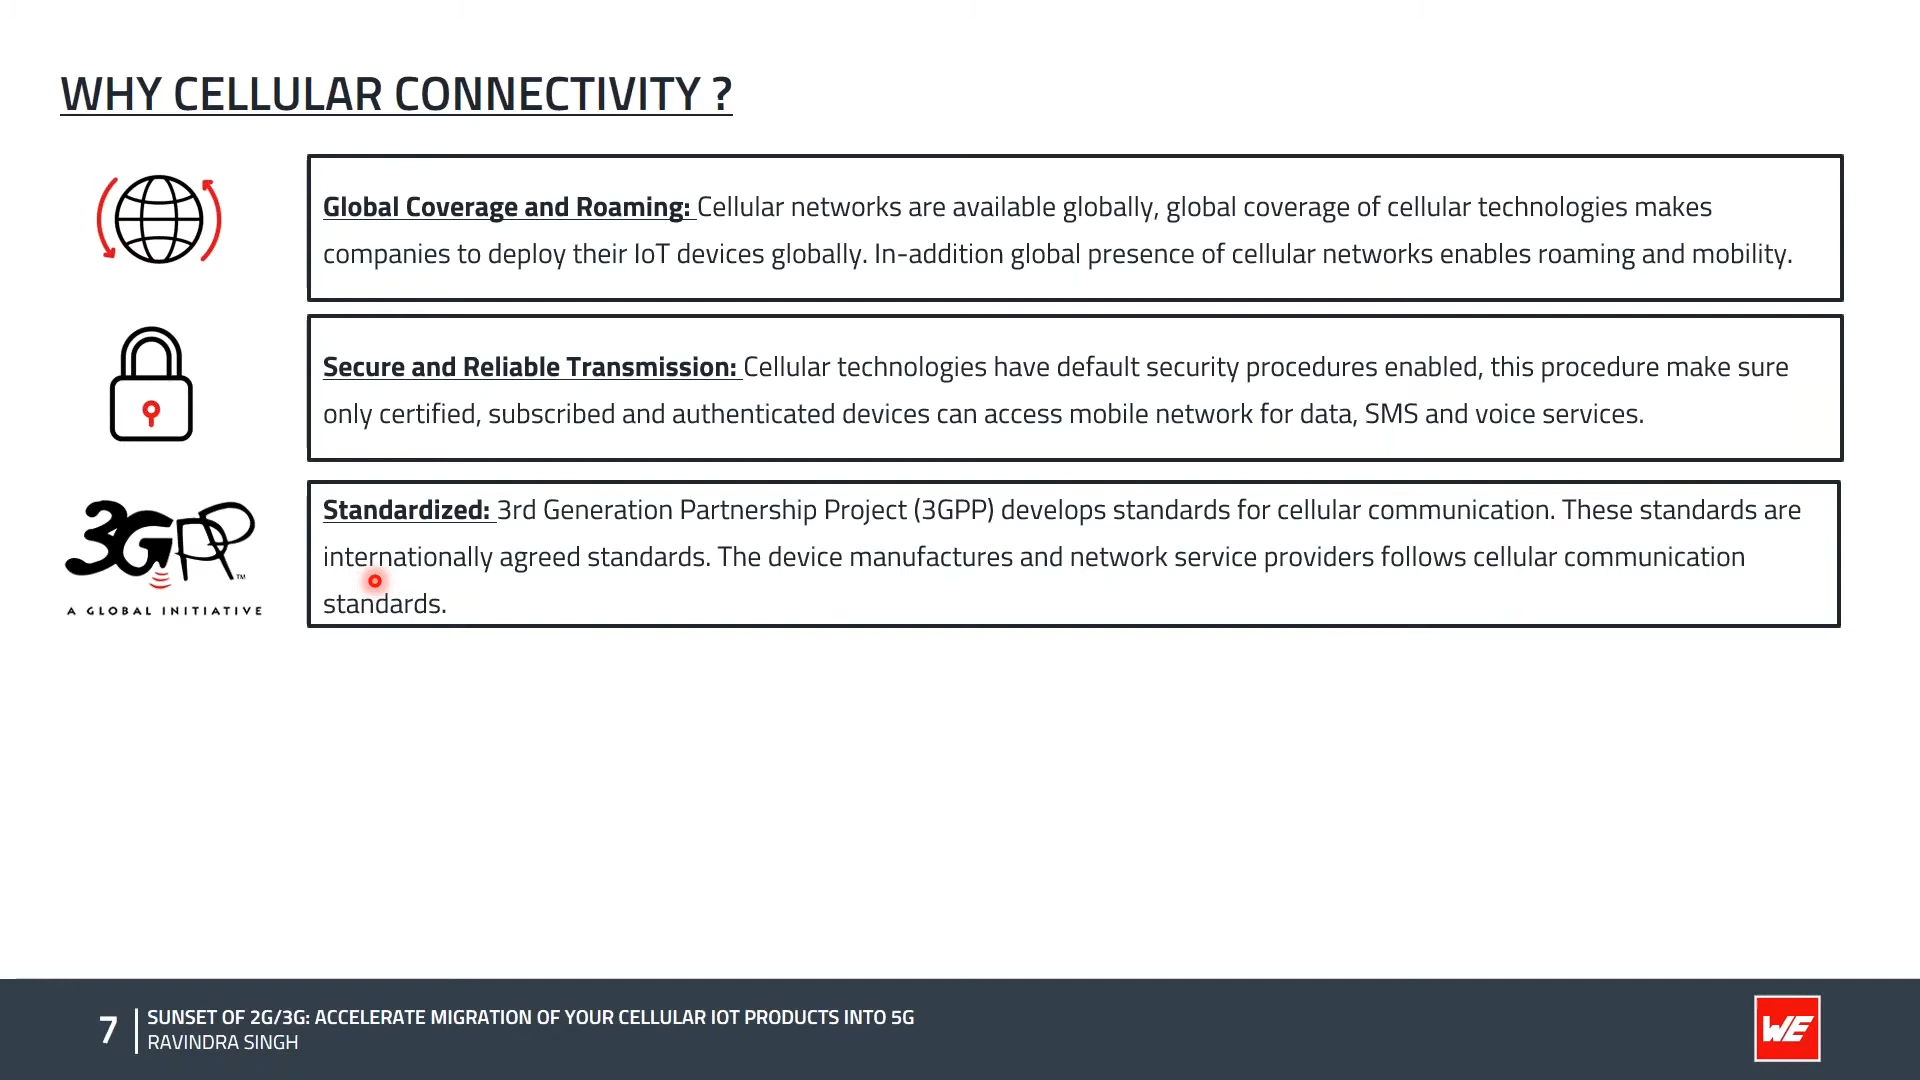 WHY CELLULAR CONNECTIVITY ?
Global Coverage and Roaming: Cellular networks are available globally, global coverage of cellular technologies makes
companies to deploy their IoT devices globally. In-addition global presence of cellular networks enables roaming and mobility.
Secure and Reliable Transmission: Cellular technologies have default security procedures enabled, this procedure make sure
only certified, subscribed and authenticated devices can access mobile network for data, SMS and voice services.
3GPP™
A GLOBAL INITIATIVE
Standardized: 3rd Generation Partnership Project (3GPP) develops standards for cellular communication. These standards are
internationally agreed standards. The device manufactures and network service providers follows cellular communication
standards.
7
SUNSET OF 2G/3G: ACCELERATE MIGRATION OF YOUR CELLULAR IOT PRODUCTS INTO 5G
RAVINDRA SINGH
WE